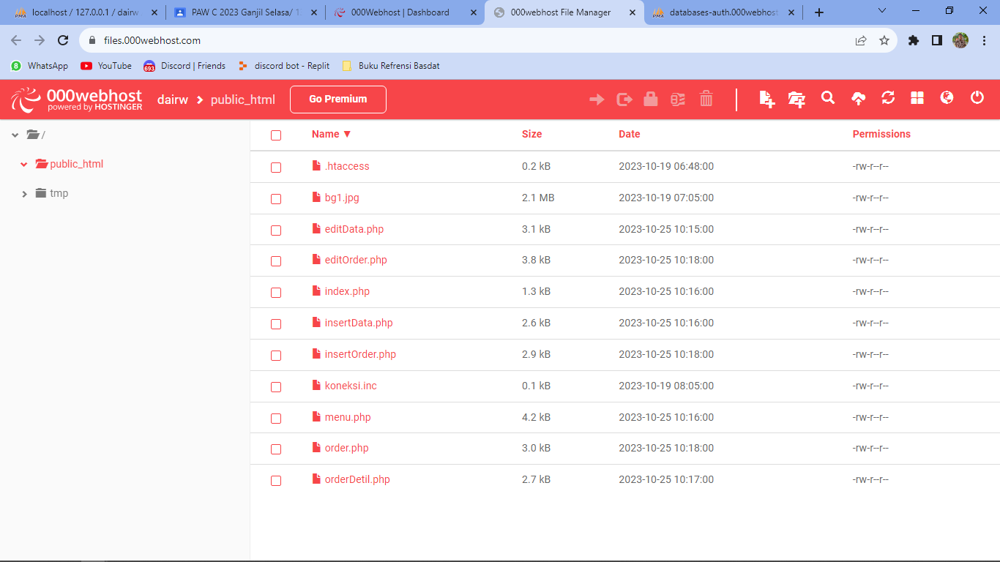 localhost / 127.0.0.1 / dairw
PAW C 2023 Ganjil Selasa/ 1
000Webhost | Dashboard
000webhost File Manager
databases-auth.000webhost
files.000webhost.com
WhatsApp
YouTube
693
Discord | Friends
discord bot - Replit
Buku Refrensi Basdat
000webhost
powered by HOSTINGER
dairw
public_html
Go Premium
/
public_html
tmp
Name ▼ Size Date Permissions
.htaccess 0.2 kB 2023-10-19 06:48:00 -rw-r--r--
bg1.jpg 2.1 MB 2023-10-19 07:05:00 -rw-r--r--
editData.php 3.1 kB 2023-10-25 10:15:00 -rw-r--r--
editOrder.php 3.8 kB 2023-10-25 10:18:00 -rw-r--r--
index.php 1.3 kB 2023-10-25 10:16:00 -rw-r--r--
insertData.php 2.6 kB 2023-10-25 10:16:00 -rw-r--r--
insertOrder.php 2.9 kB 2023-10-25 10:18:00 -rw-r--r--
koneksi.inc 0.1 kB 2023-10-19 08:05:00 -rw-r--r--
menu.php 4.2 kB 2023-10-25 10:16:00 -rw-r--r--
order.php 3.0 kB 2023-10-25 10:18:00 -rw-r--r--
orderDetil.php 2.7 kB 2023-10-25 10:17:00 -rw-r--r--